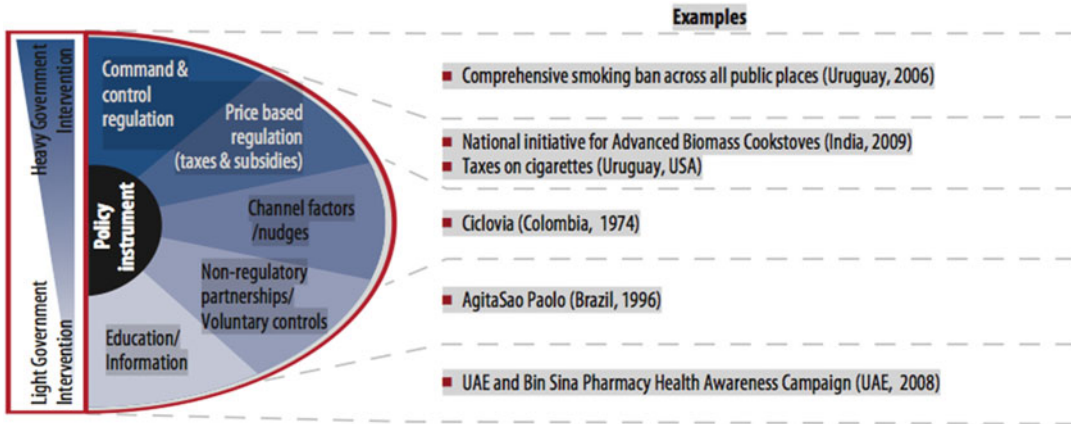 Examples
Heavy Government
Intervention
Light Government
Intervention
Policy
instrument
Command &
control
regulation
Price based
regulation
(taxes & subsidies)
Channel factors
/nudges
Non-regulatory
partnerships/
Voluntary controls
Education/
Information
Comprehensive smoking ban across all public places (Uruguay, 2006)
National initiative for Advanced Biomass Cookstoves (India, 2009)
Taxes on cigarettes (Uruguay, USA)
Ciclovia (Colombia, 1974)
AgitaSao Paolo (Brazil, 1996)
UAE and Bin Sina Pharmacy Health Awareness Campaign (UAE, 2008)